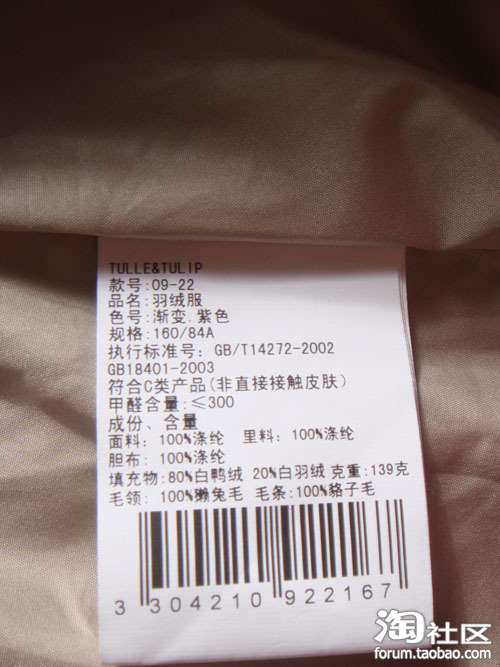 TULLE&TULIP
款号:09-22
品名:羽绒服
色号:渐变.紫色
规格:160/84A
执行标准号: GB/T14272-2002
GB18401-2003
符合C类产品(非直接接触皮肤)
甲醛含量:≤300
成份、含量
面料: 100%涤纶 里料:100%涤纶
胆布:100%涤纶
填充物:80%白鸭绒 20%白羽绒 克重:139克
毛领: 100%獭兔毛 毛条:100%貉子毛
3 304210 922167
淘社区
forum.taobao.com